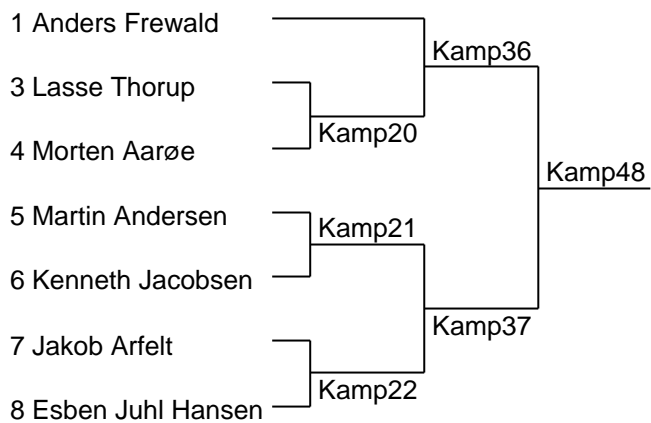 1 Anders Frewald
Kamp36
3 Lasse Thorup
Kamp20
4 Morten Aarøe
Kamp48
5 Martin Andersen
Kamp21
6 Kenneth Jacobsen
Kamp37
7 Jakob Arfelt
Kamp22
8 Esben Juhl Hansen